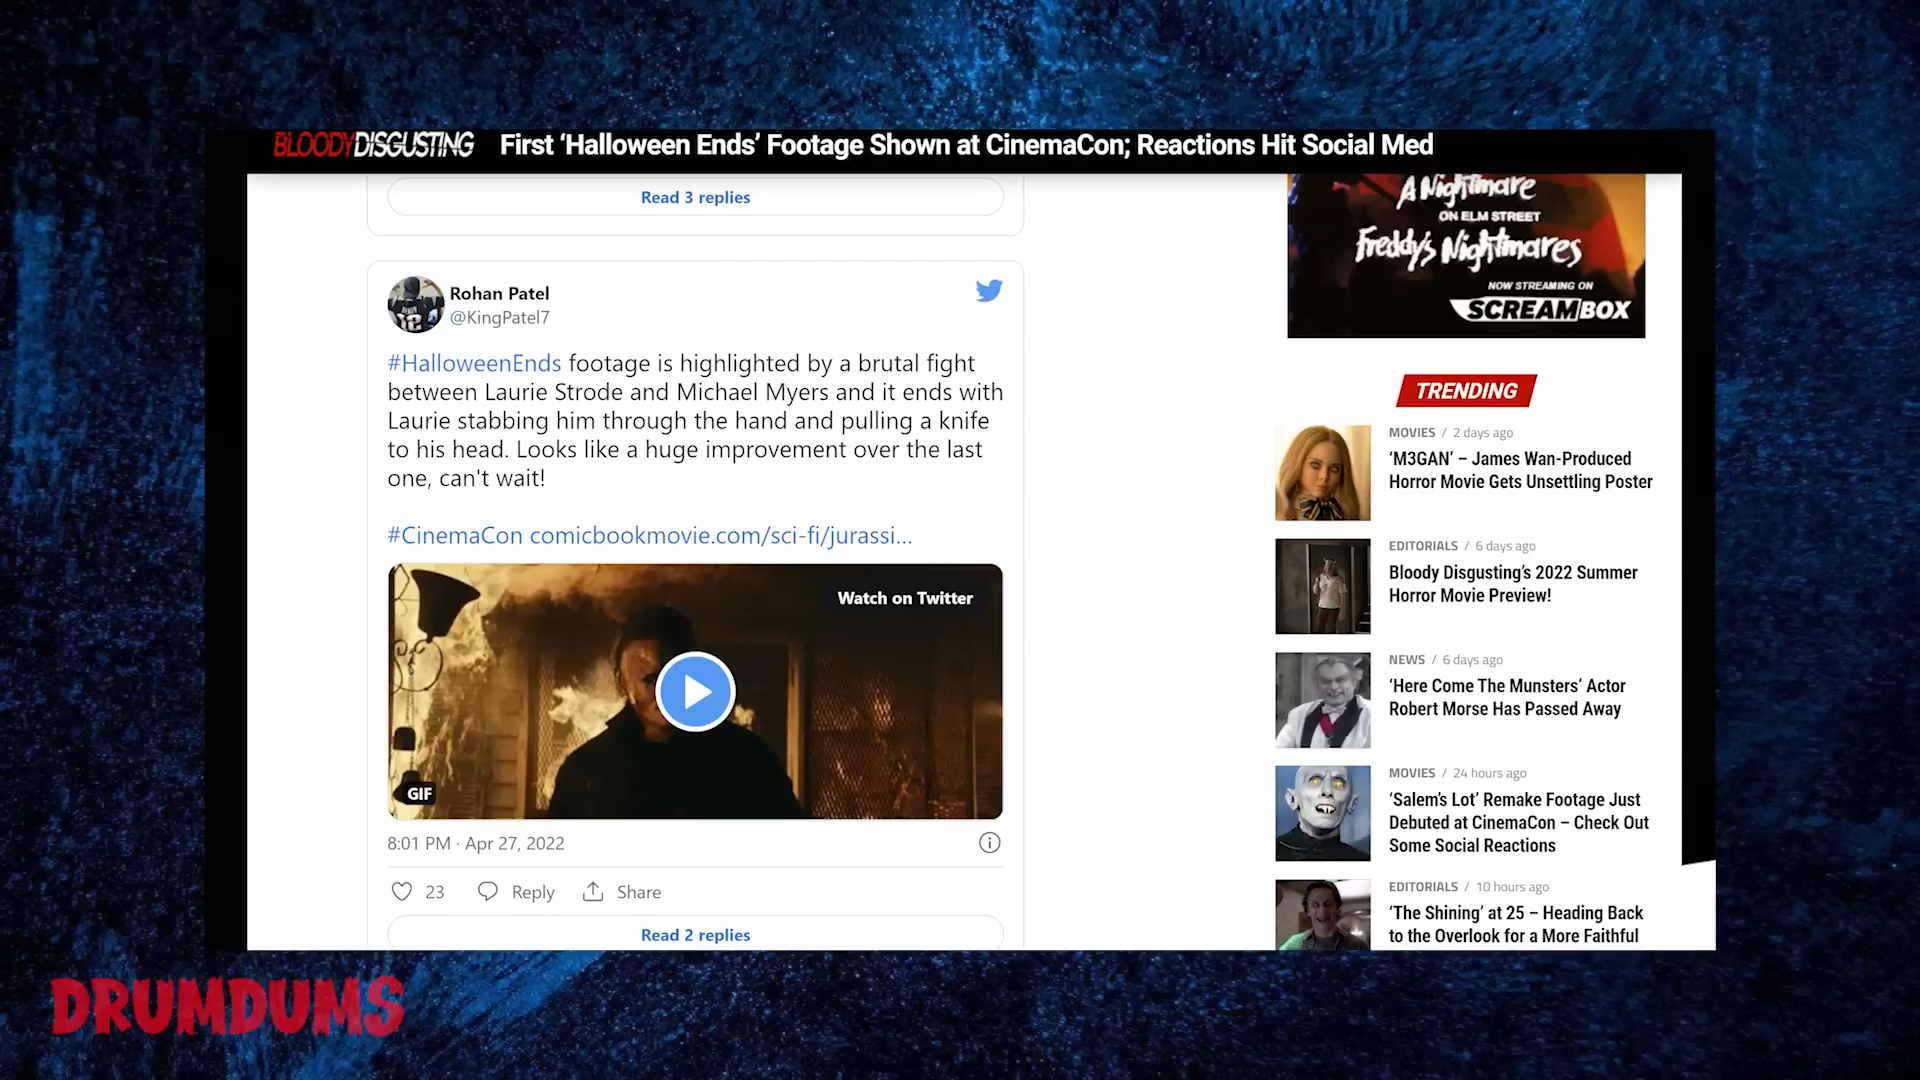 BLOODY DISGUSTING
First ‘Halloween Ends’ Footage Shown at CinemaCon; Reactions Hit Social Med
Read 3 replies
Rohan Patel
@KingPatel7
#HalloweenEnds footage is highlighted by a brutal fight
between Laurie Strode and Michael Myers and it ends with
Laurie stabbing him through the hand and pulling a knife
to his head. Looks like a huge improvement over the last
one, can't wait!
#CinemaCon comicbookmovie.com/sci-fi/jurassi...
Watch on Twitter
GIF
8:01 PM · Apr 27, 2022
23
Reply
Share
Read 2 replies
A Nightmare
ON ELM STREET
Freddy's Nightmares
NOW STREAMING ON
SCREAMBOX
TRENDING
MOVIES / 2 days ago
‘M3GAN’ – James Wan-Produced
Horror Movie Gets Unsettling Poster
EDITORIALS / 6 days ago
Bloody Disgusting's 2022 Summer
Horror Movie Preview!
NEWS / 6 days ago
‘Here Come The Munsters’ Actor
Robert Morse Has Passed Away
MOVIES / 24 hours ago
‘Salem's Lot’ Remake Footage Just
Debuted at CinemaCon – Check Out
Some Social Reactions
EDITORIALS / 10 hours ago
‘The Shining’ at 25 – Heading Back
to the Overlook for a More Faithful
DRUMDUMS